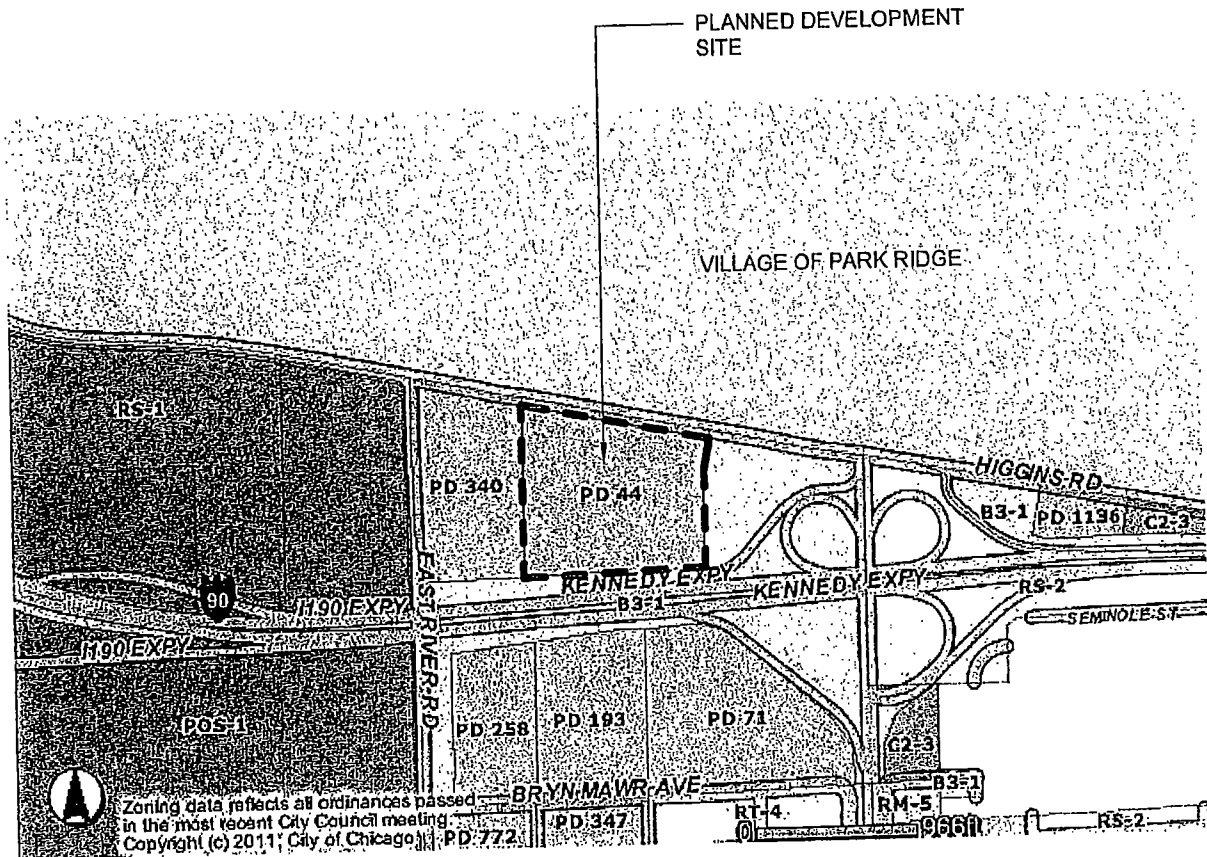 PLANNED DEVELOPMENT
SITE
VILLAGE OF PARK RIDGE
RS-1
PD 340
PD 44
HIGGINS RD
B3-1
PD 1136
C2-3
EAST RIVER RD
KENNEDY EXPY
KENNEDY EXPY
90
I190 EXPY
B3-1
RS-2
SEMINOLE ST
I190 EXPY
POS-1
PD 258
PD 193
PD 71
C2-3
BRYN MAWR AVE
B3-1
Zoning data reflects all ordinances passed
in the most recent City Council meeting.
Copyright (c) 2011, City of Chicago
PD 772
PD 347
RT-4
RM-5
0
966ft
RS-2